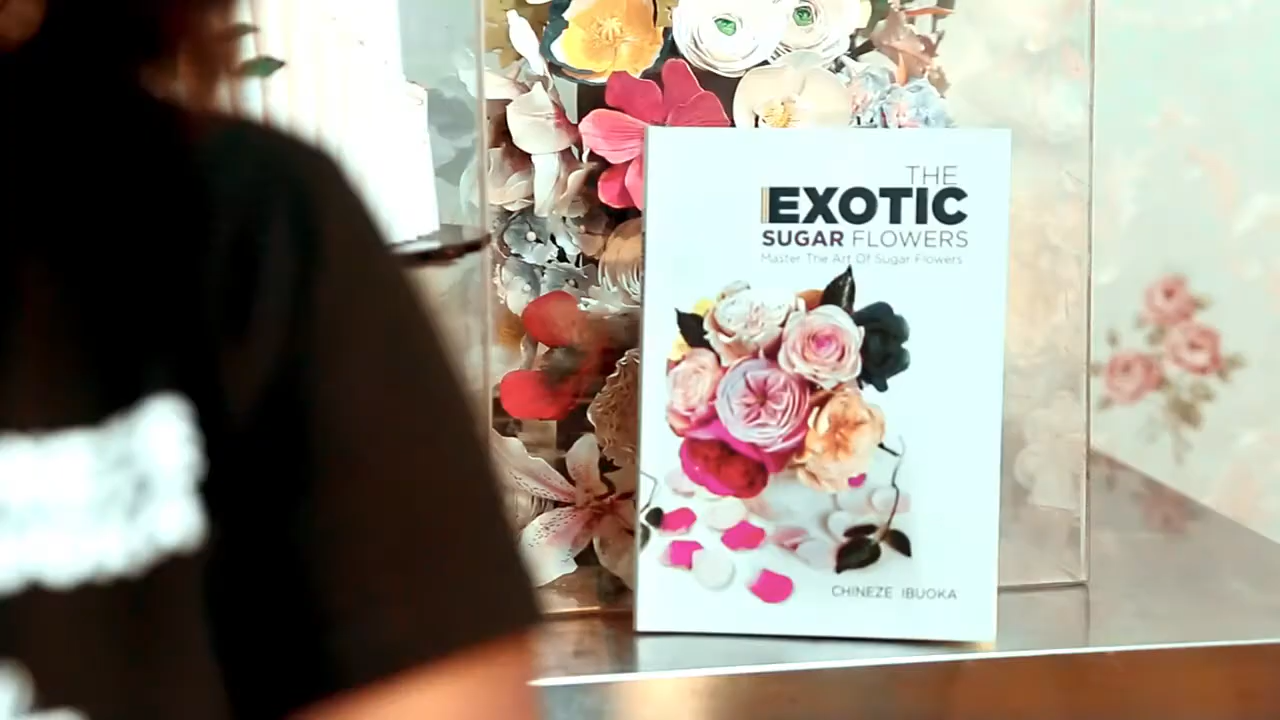 THE
EXOTIC
SUGAR FLOWERS
Master The Art Of Sugar Flowers
CHINEZE IBUOKA